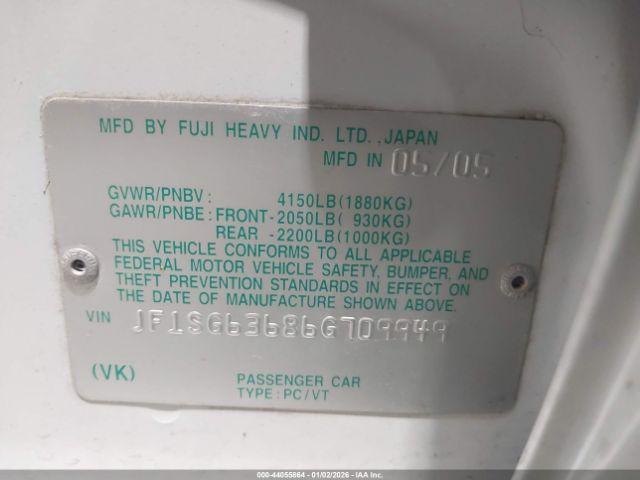 MFD BY FUJI HEAVY IND. LTD.,JAPAN
MFD IN 05/05
GVWR/PNBV: 4150LB(1880KG)
GAWR/PNBE: FRONT-2050LB( 930KG)
REAR -2200LB(1000KG)
THIS VEHICLE CONFORMS TO ALL APPLICABLE
FEDERAL MOTOR VEHICLE SAFETY, BUMPER, AND
THEFT PREVENTION STANDARDS IN EFFECT ON
THE DATE OF MANUFACTURE SHOWN ABOVE.
VIN JF1SG63686G709949
(VK) PASSENGER CAR
TYPE:PC/VT
000-44055864 - 01/02/2026 - IAA Corp.